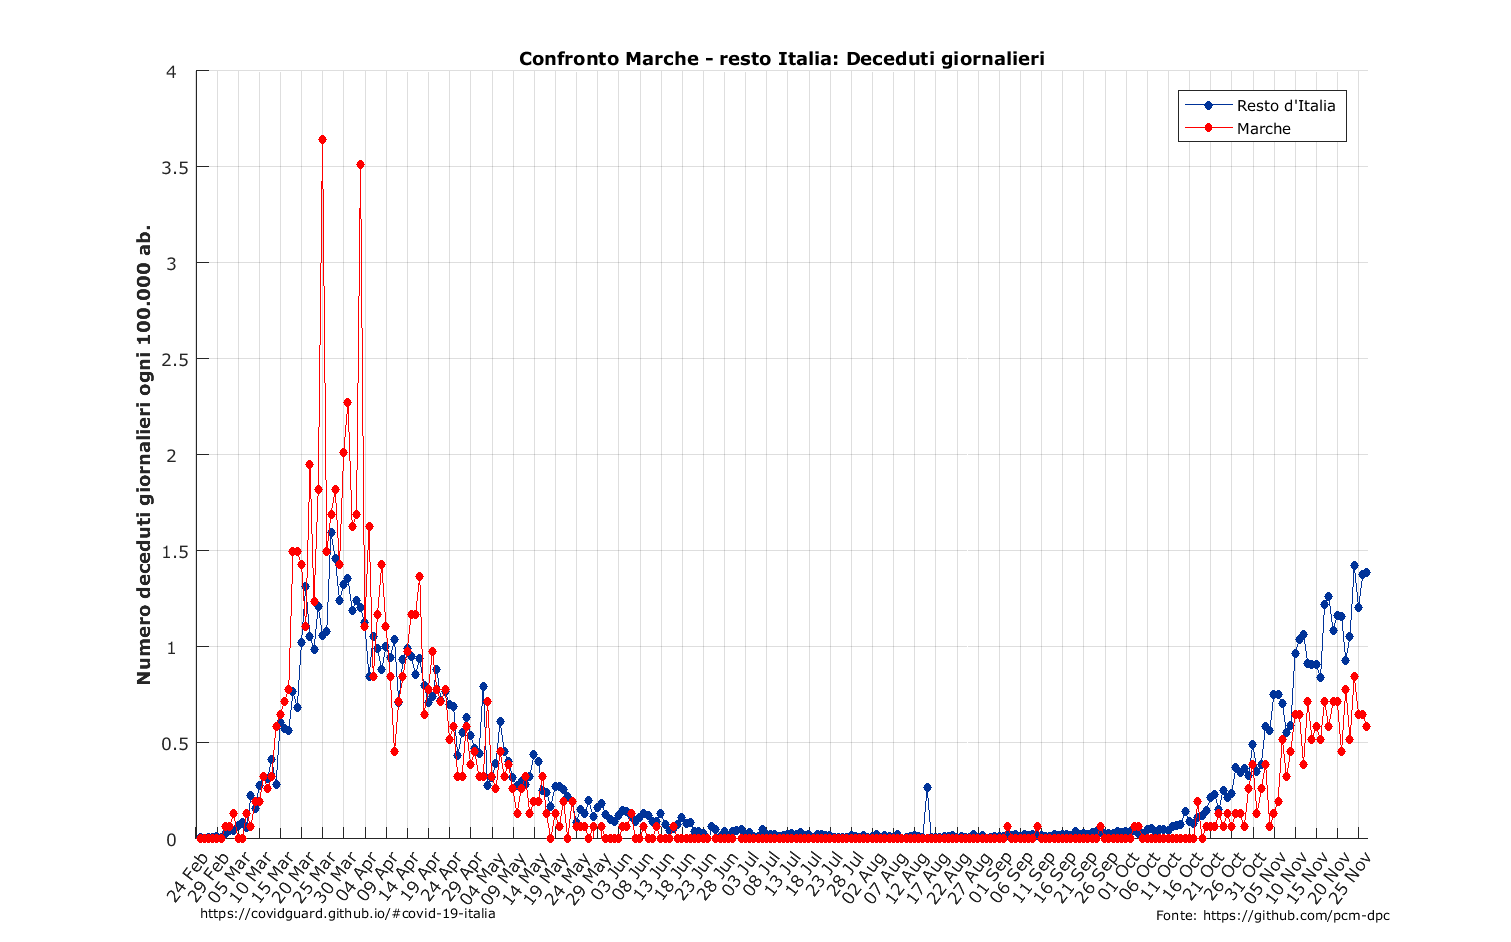 Confronto Marche - resto Italia: Deceduti giornalieri
Resto d'Italia
Marche
Numero deceduti giornalieri ogni 100.000 ab.
4
3.5
3
2.5
2
1.5
1
0.5
0
24 Feb
29 Feb
05 Mar
10 Mar
15 Mar
20 Mar
25 Mar
30 Mar
04 Apr
09 Apr
14 Apr
19 Apr
24 Apr
29 Apr
04 May
09 May
14 May
19 May
24 May
29 May
03 Jun
08 Jun
13 Jun
18 Jun
23 Jun
28 Jun
03 Jul
08 Jul
13 Jul
18 Jul
23 Jul
28 Jul
02 Aug
07 Aug
12 Aug
17 Aug
22 Aug
27 Aug
01 Sep
06 Sep
11 Sep
16 Sep
21 Sep
26 Sep
01 Oct
06 Oct
11 Oct
16 Oct
21 Oct
26 Oct
31 Oct
05 Nov
10 Nov
15 Nov
20 Nov
25 Nov
https://covidguard.github.io/#covid-19-italia
Fonte: https://github.com/pcm-dpc